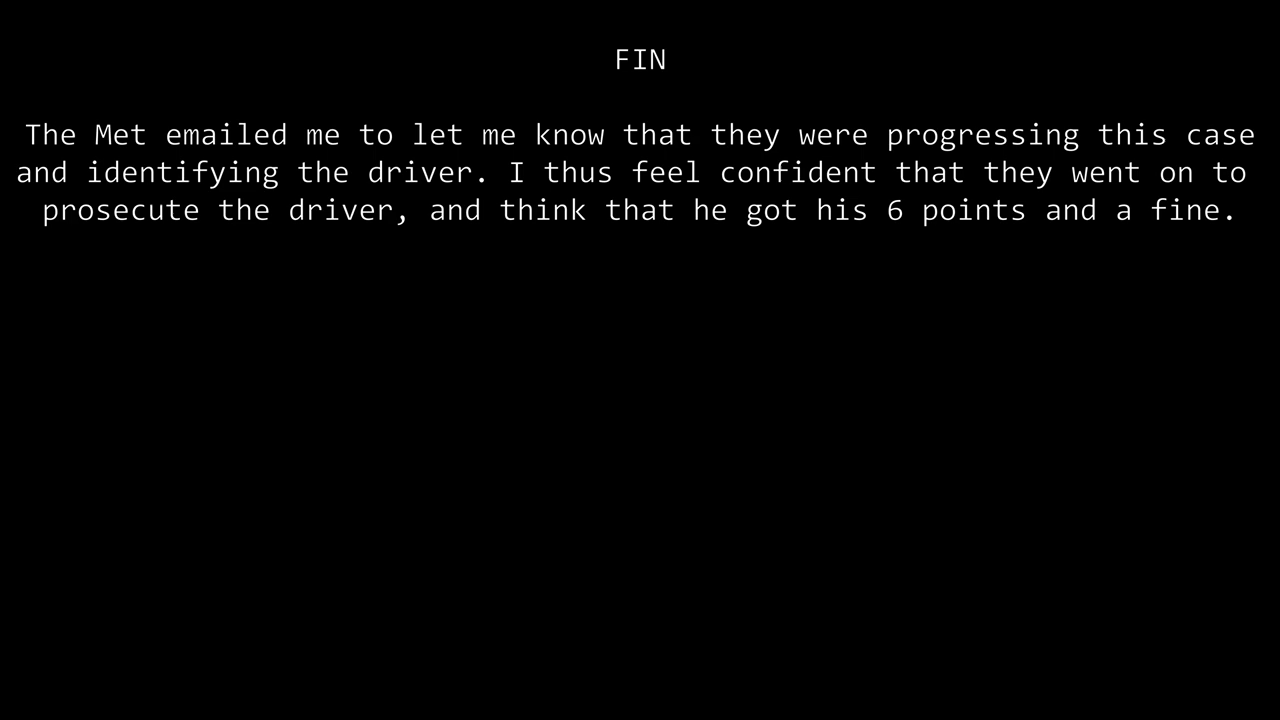 FIN
The Met emailed me to let me know that they were progressing this case
and identifying the driver. I thus feel confident that they went on to
prosecute the driver, and think that he got his 6 points and a fine.